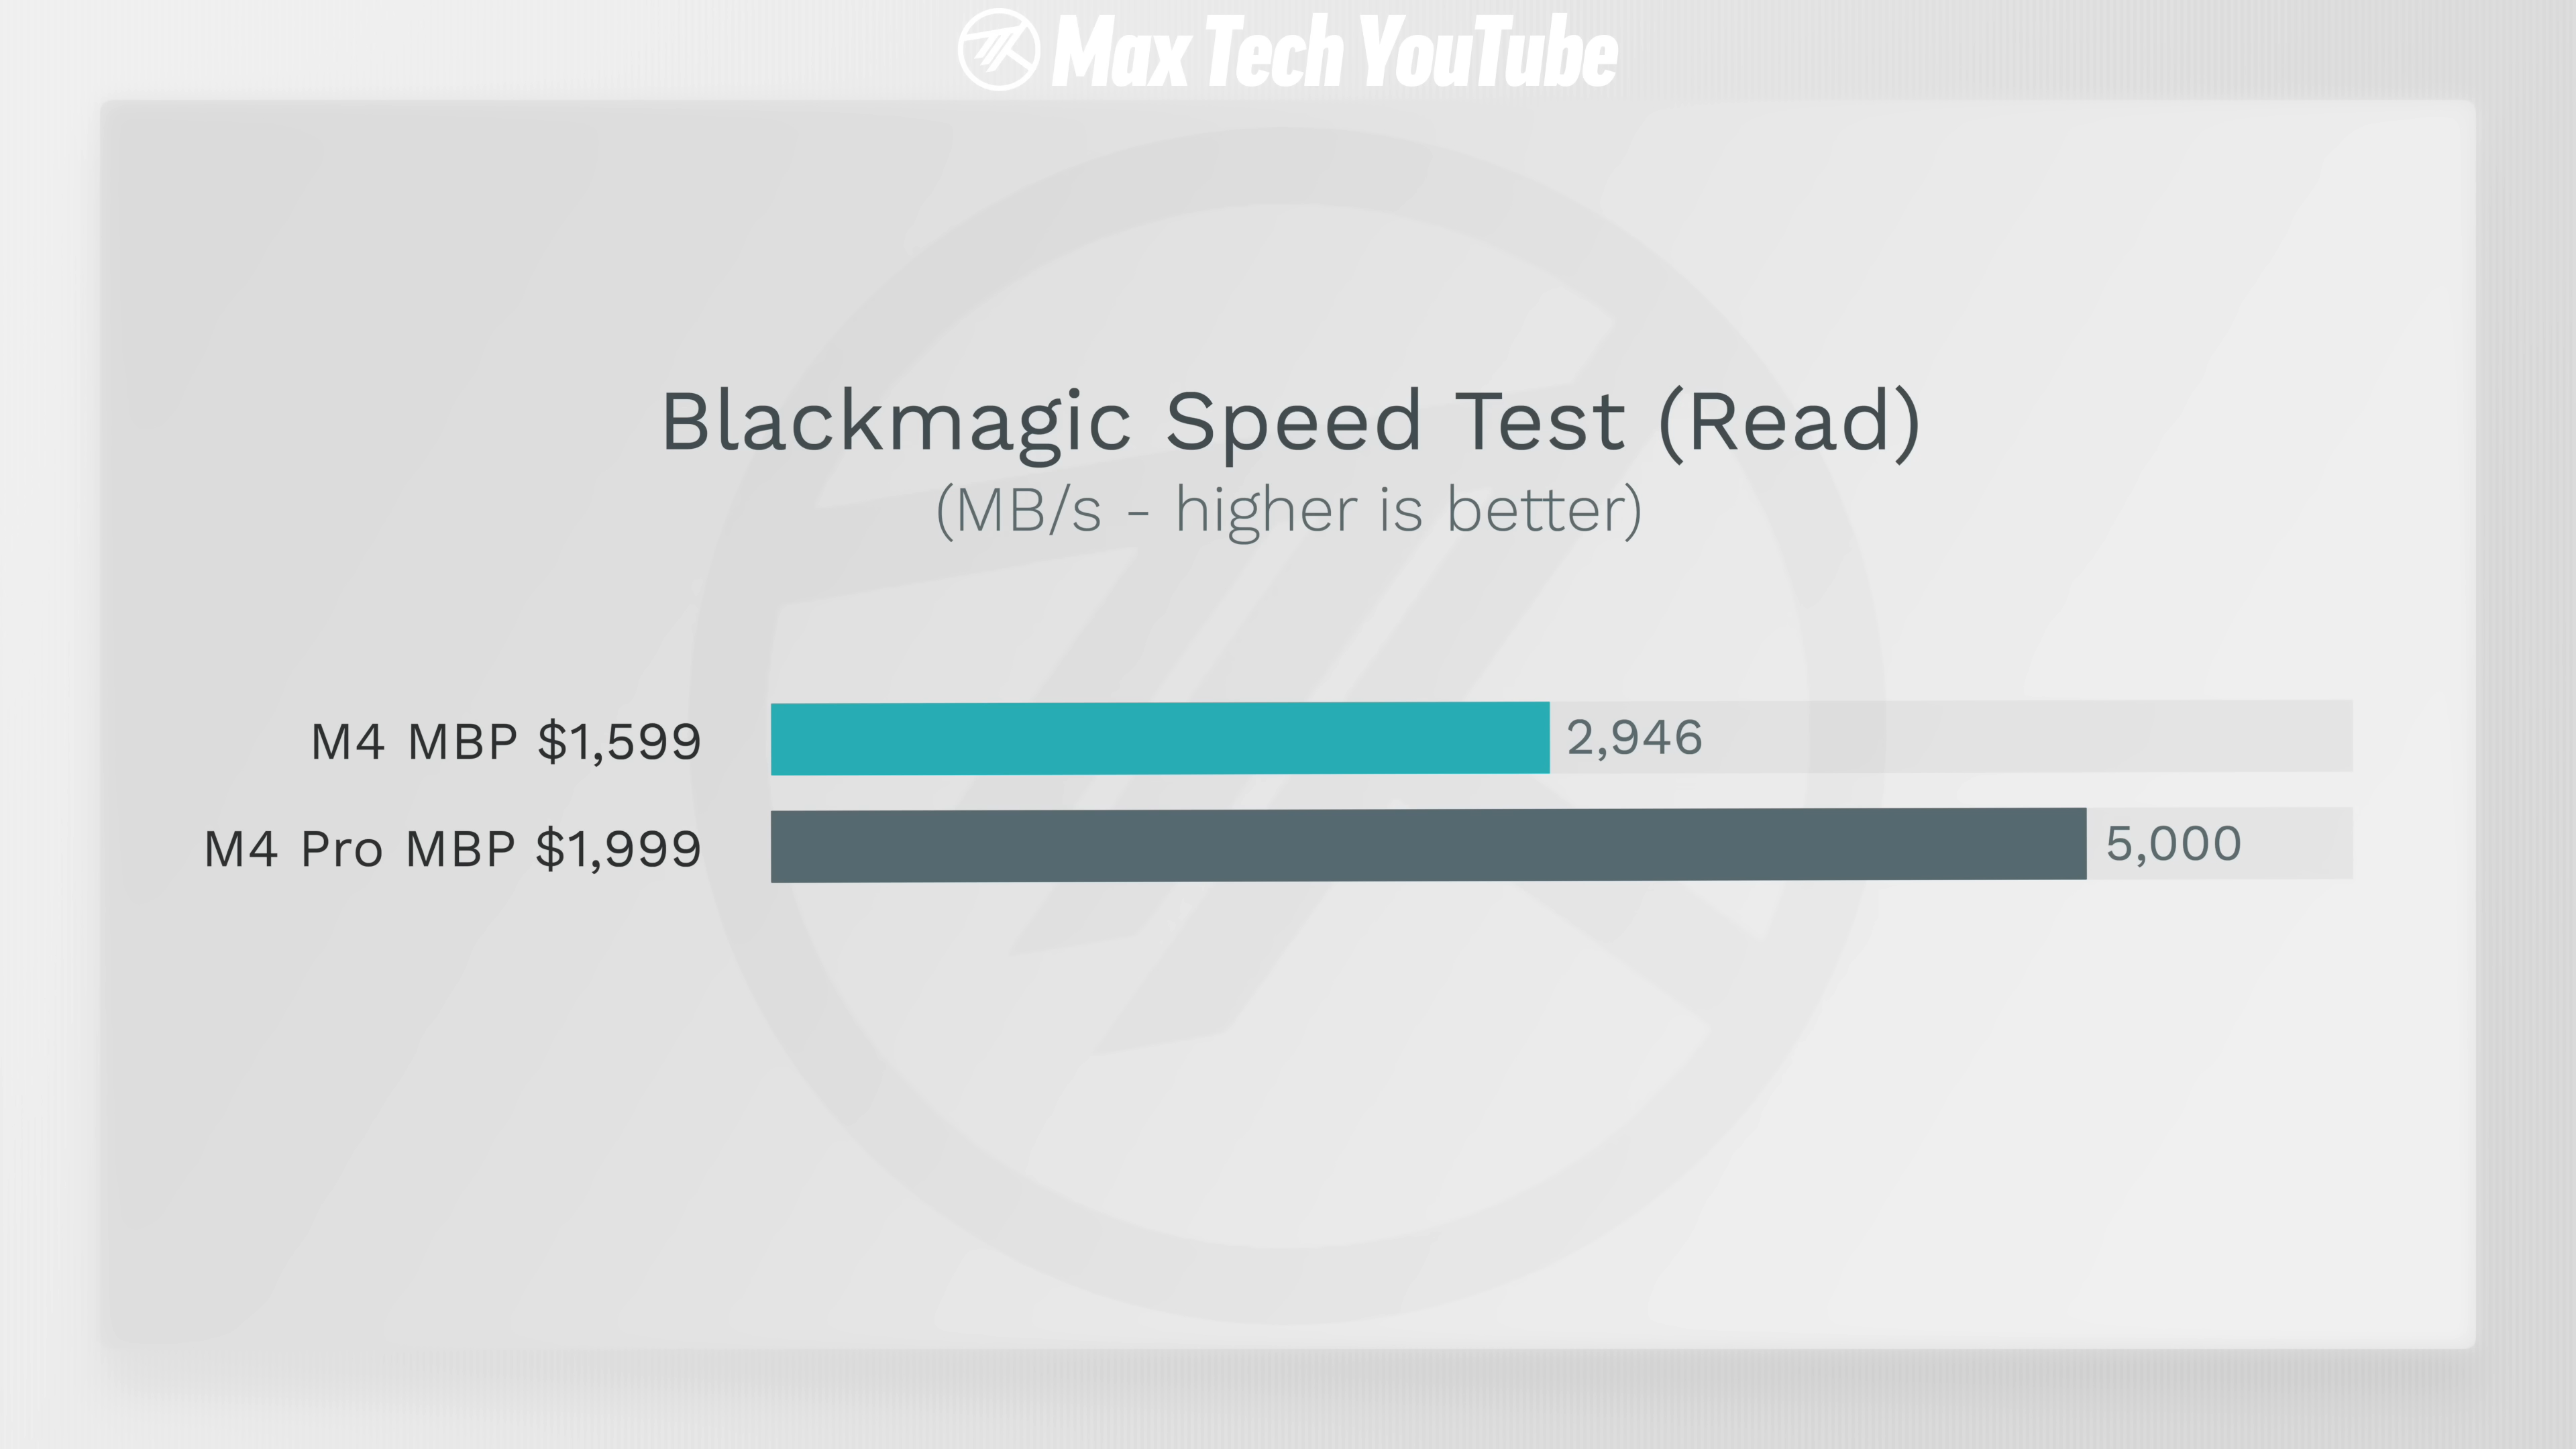 Max Tech YouTube
Blackmagic Speed Test (Read)
(MB/s - higher is better)
M4 MBP $1,599 2,946
M4 Pro MBP $1,999 5,000